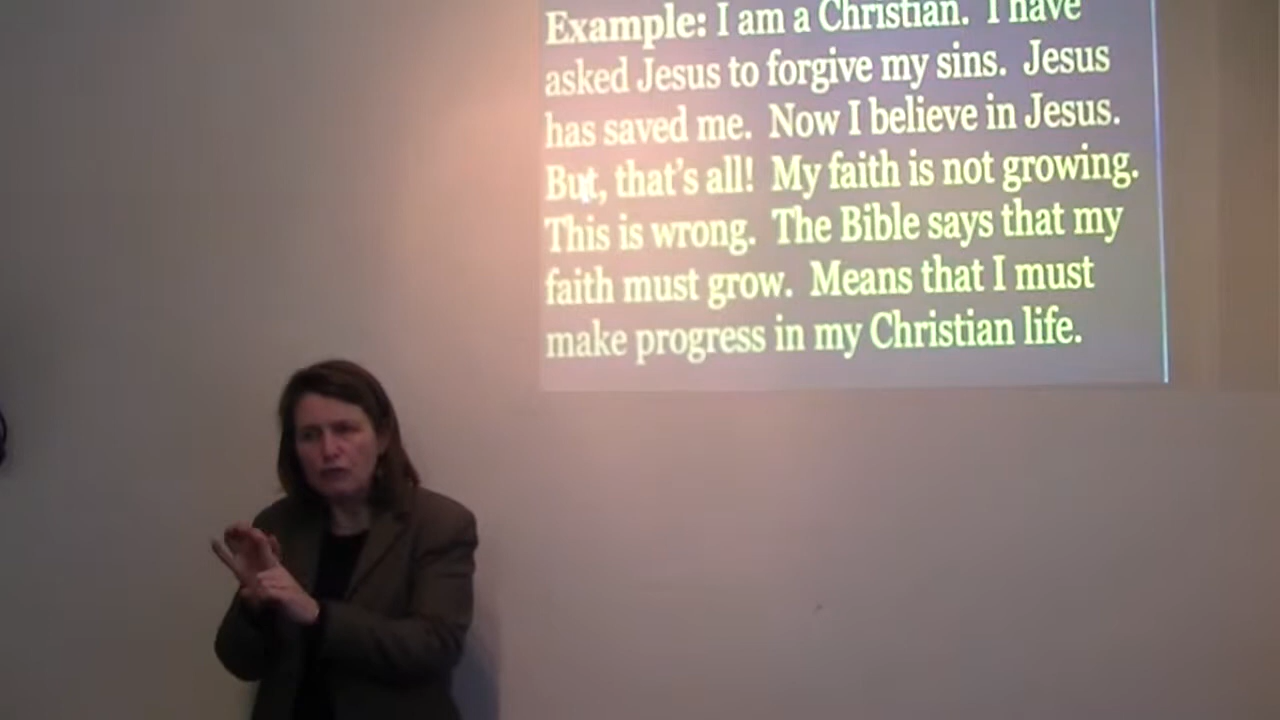 Example: I am a Christian. I have
asked Jesus to forgive my sins. Jesus
has saved me. Now I believe in Jesus.
But, that's all! My faith is not growing.
This is wrong. The Bible says that my
faith must grow. Means that I must
make progress in my Christian life.